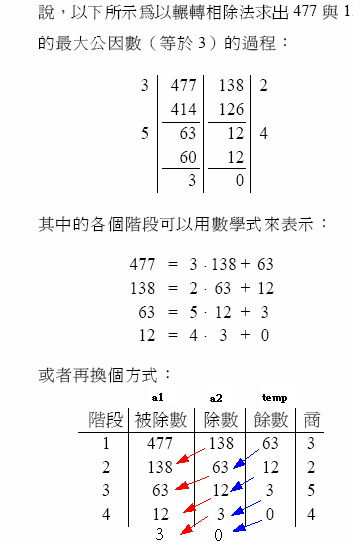 說，以下所示為以輾轉相除法求出 477 與 1
的最大公因數（等於 3）的過程：
3 477 138 2
414 126
5 63 12 4
60 12
3 0
其中的各個階段可以用數學式來表示：
477 = 3 · 138 + 63
138 = 2 · 63 + 12
63 = 5 · 12 + 3
12 = 4 · 3 + 0
或者再換個方式：
a1 a2 temp
階段 被除數 除數 餘數 商
1 477 138 63 3
2 138 63 12 2
3 63 12 3 5
4 12 3 0 4
3 0